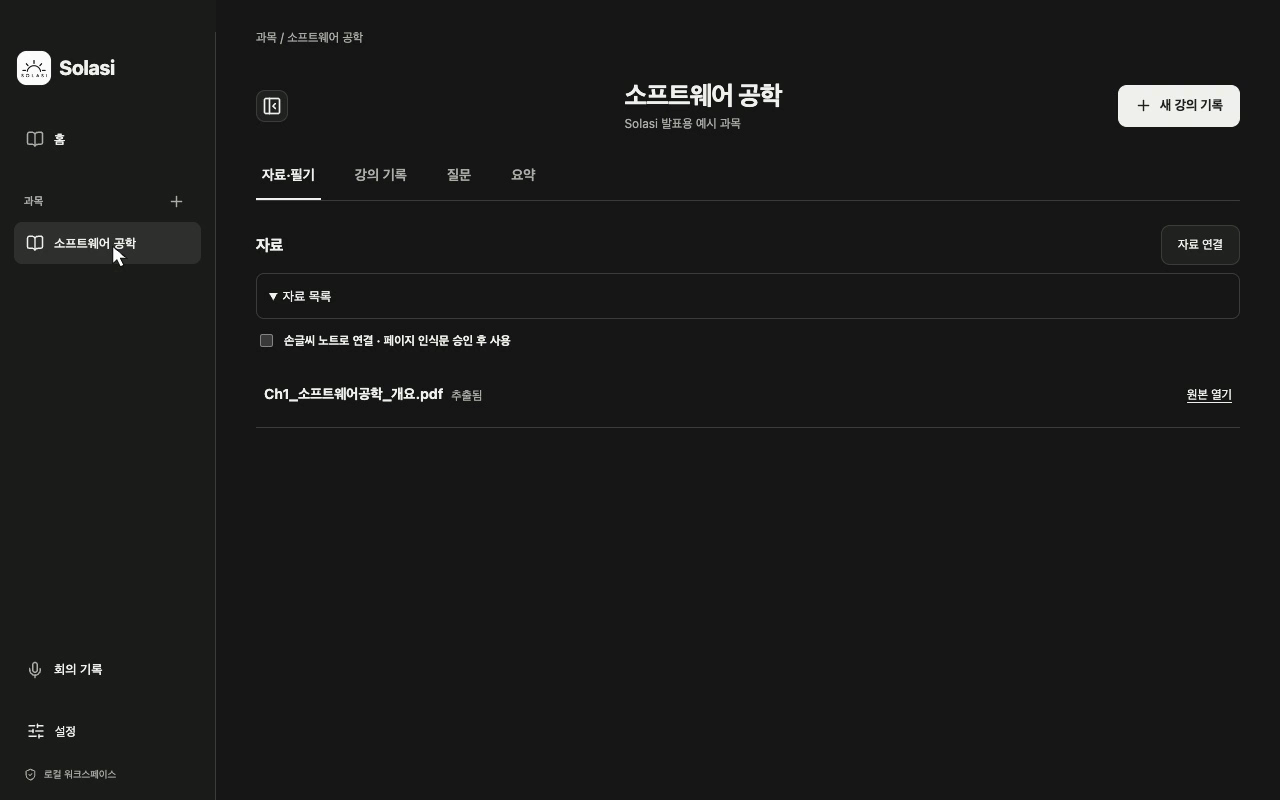 SOLASI
Solasi
홈
과목
소프트웨어 공학
회의 기록
설정
로컬 워크스페이스
과목 / 소프트웨어 공학
소프트웨어 공학
Solasi 발표용 예시 과목
새 강의 기록
자료·필기 강의 기록 질문 요약
자료
자료 연결
▼ 자료 목록
손글씨 노트로 연결 · 페이지 인식문 승인 후 사용
Ch1_소프트웨어공학_개요.pdf 추출됨
원본 열기